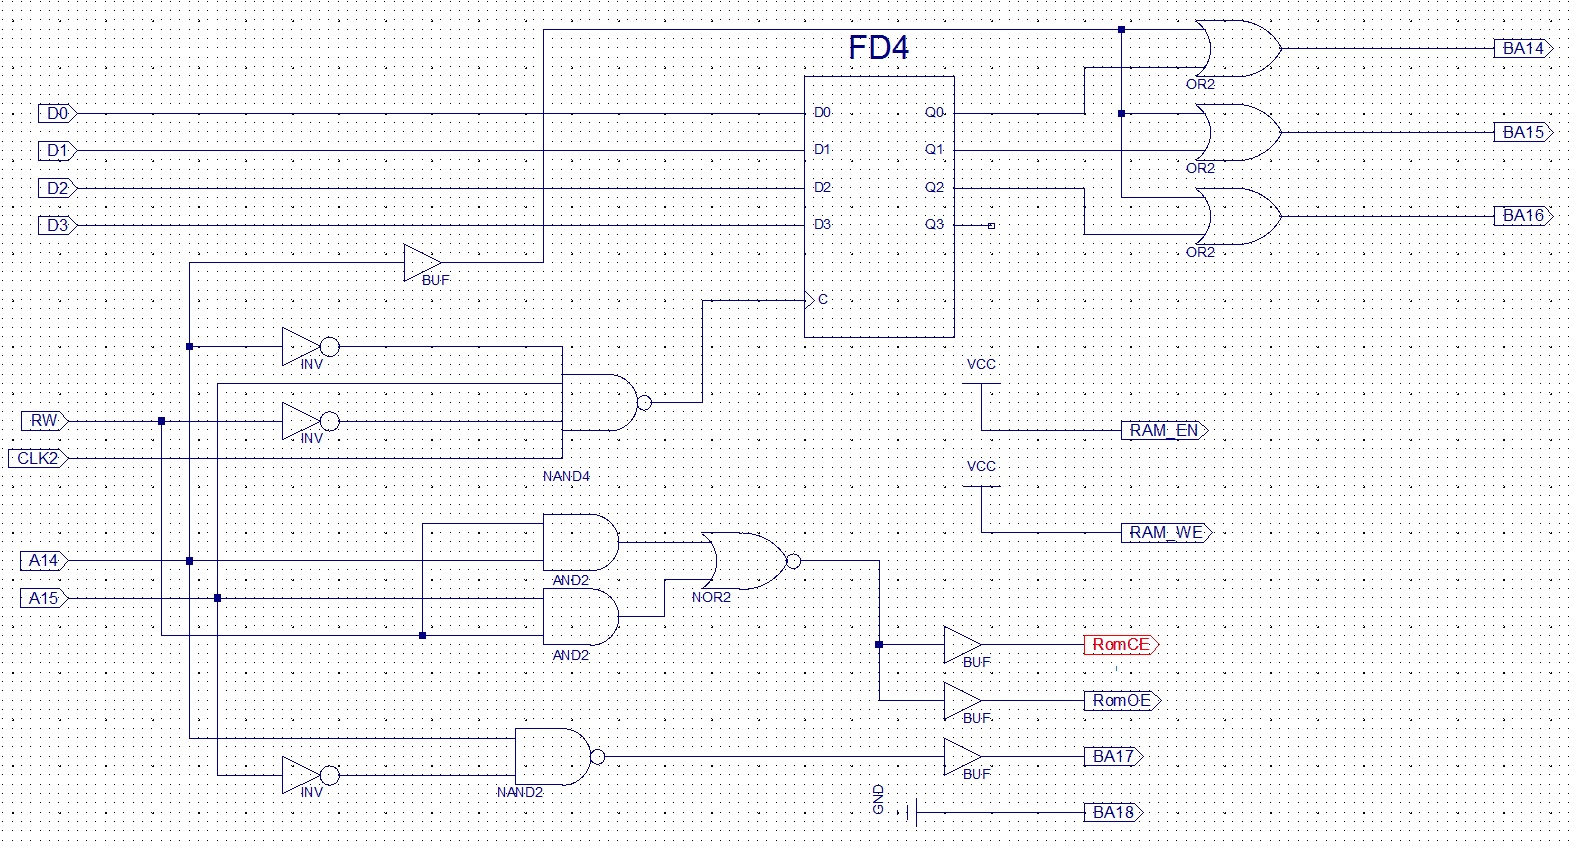 FD4
BA14
OR2
D0 D0 Q0
BA15
D1 D1 Q1
OR2
D2 D2 Q2
BA16
D3 D3 Q3
OR2
BUF
C
INV
VCC
RW
RAM_EN
INV
CLK2
VCC
NAND4
RAM_WE
A14
AND2
A15
NOR2
RomCE
AND2
BUF
RomOE
BUF
BA17
BUF
INV
NAND2
GND
BA18